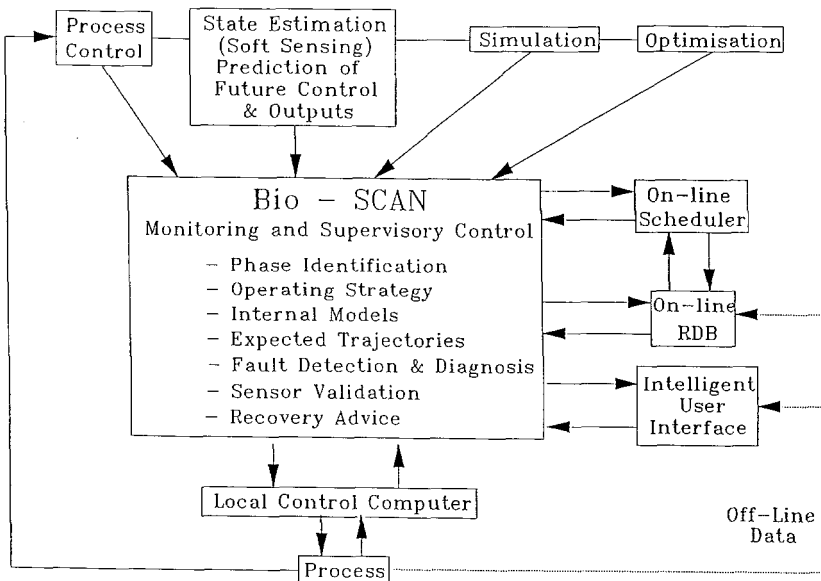 Process
Control
State Estimation
(Soft Sensing)
Prediction of
Future Control
& Outputs
Simulation
Optimisation
Bio - SCAN
Monitoring and Supervisory Control
- Phase Identification
- Operating Strategy
- Internal Models
- Expected Trajectories
- Fault Detection & Diagnosis
- Sensor Validation
- Recovery Advice
On-line
Scheduler
On-line
RDB
Intelligent
User
Interface
Local Control Computer
Off-Line
Data
Process